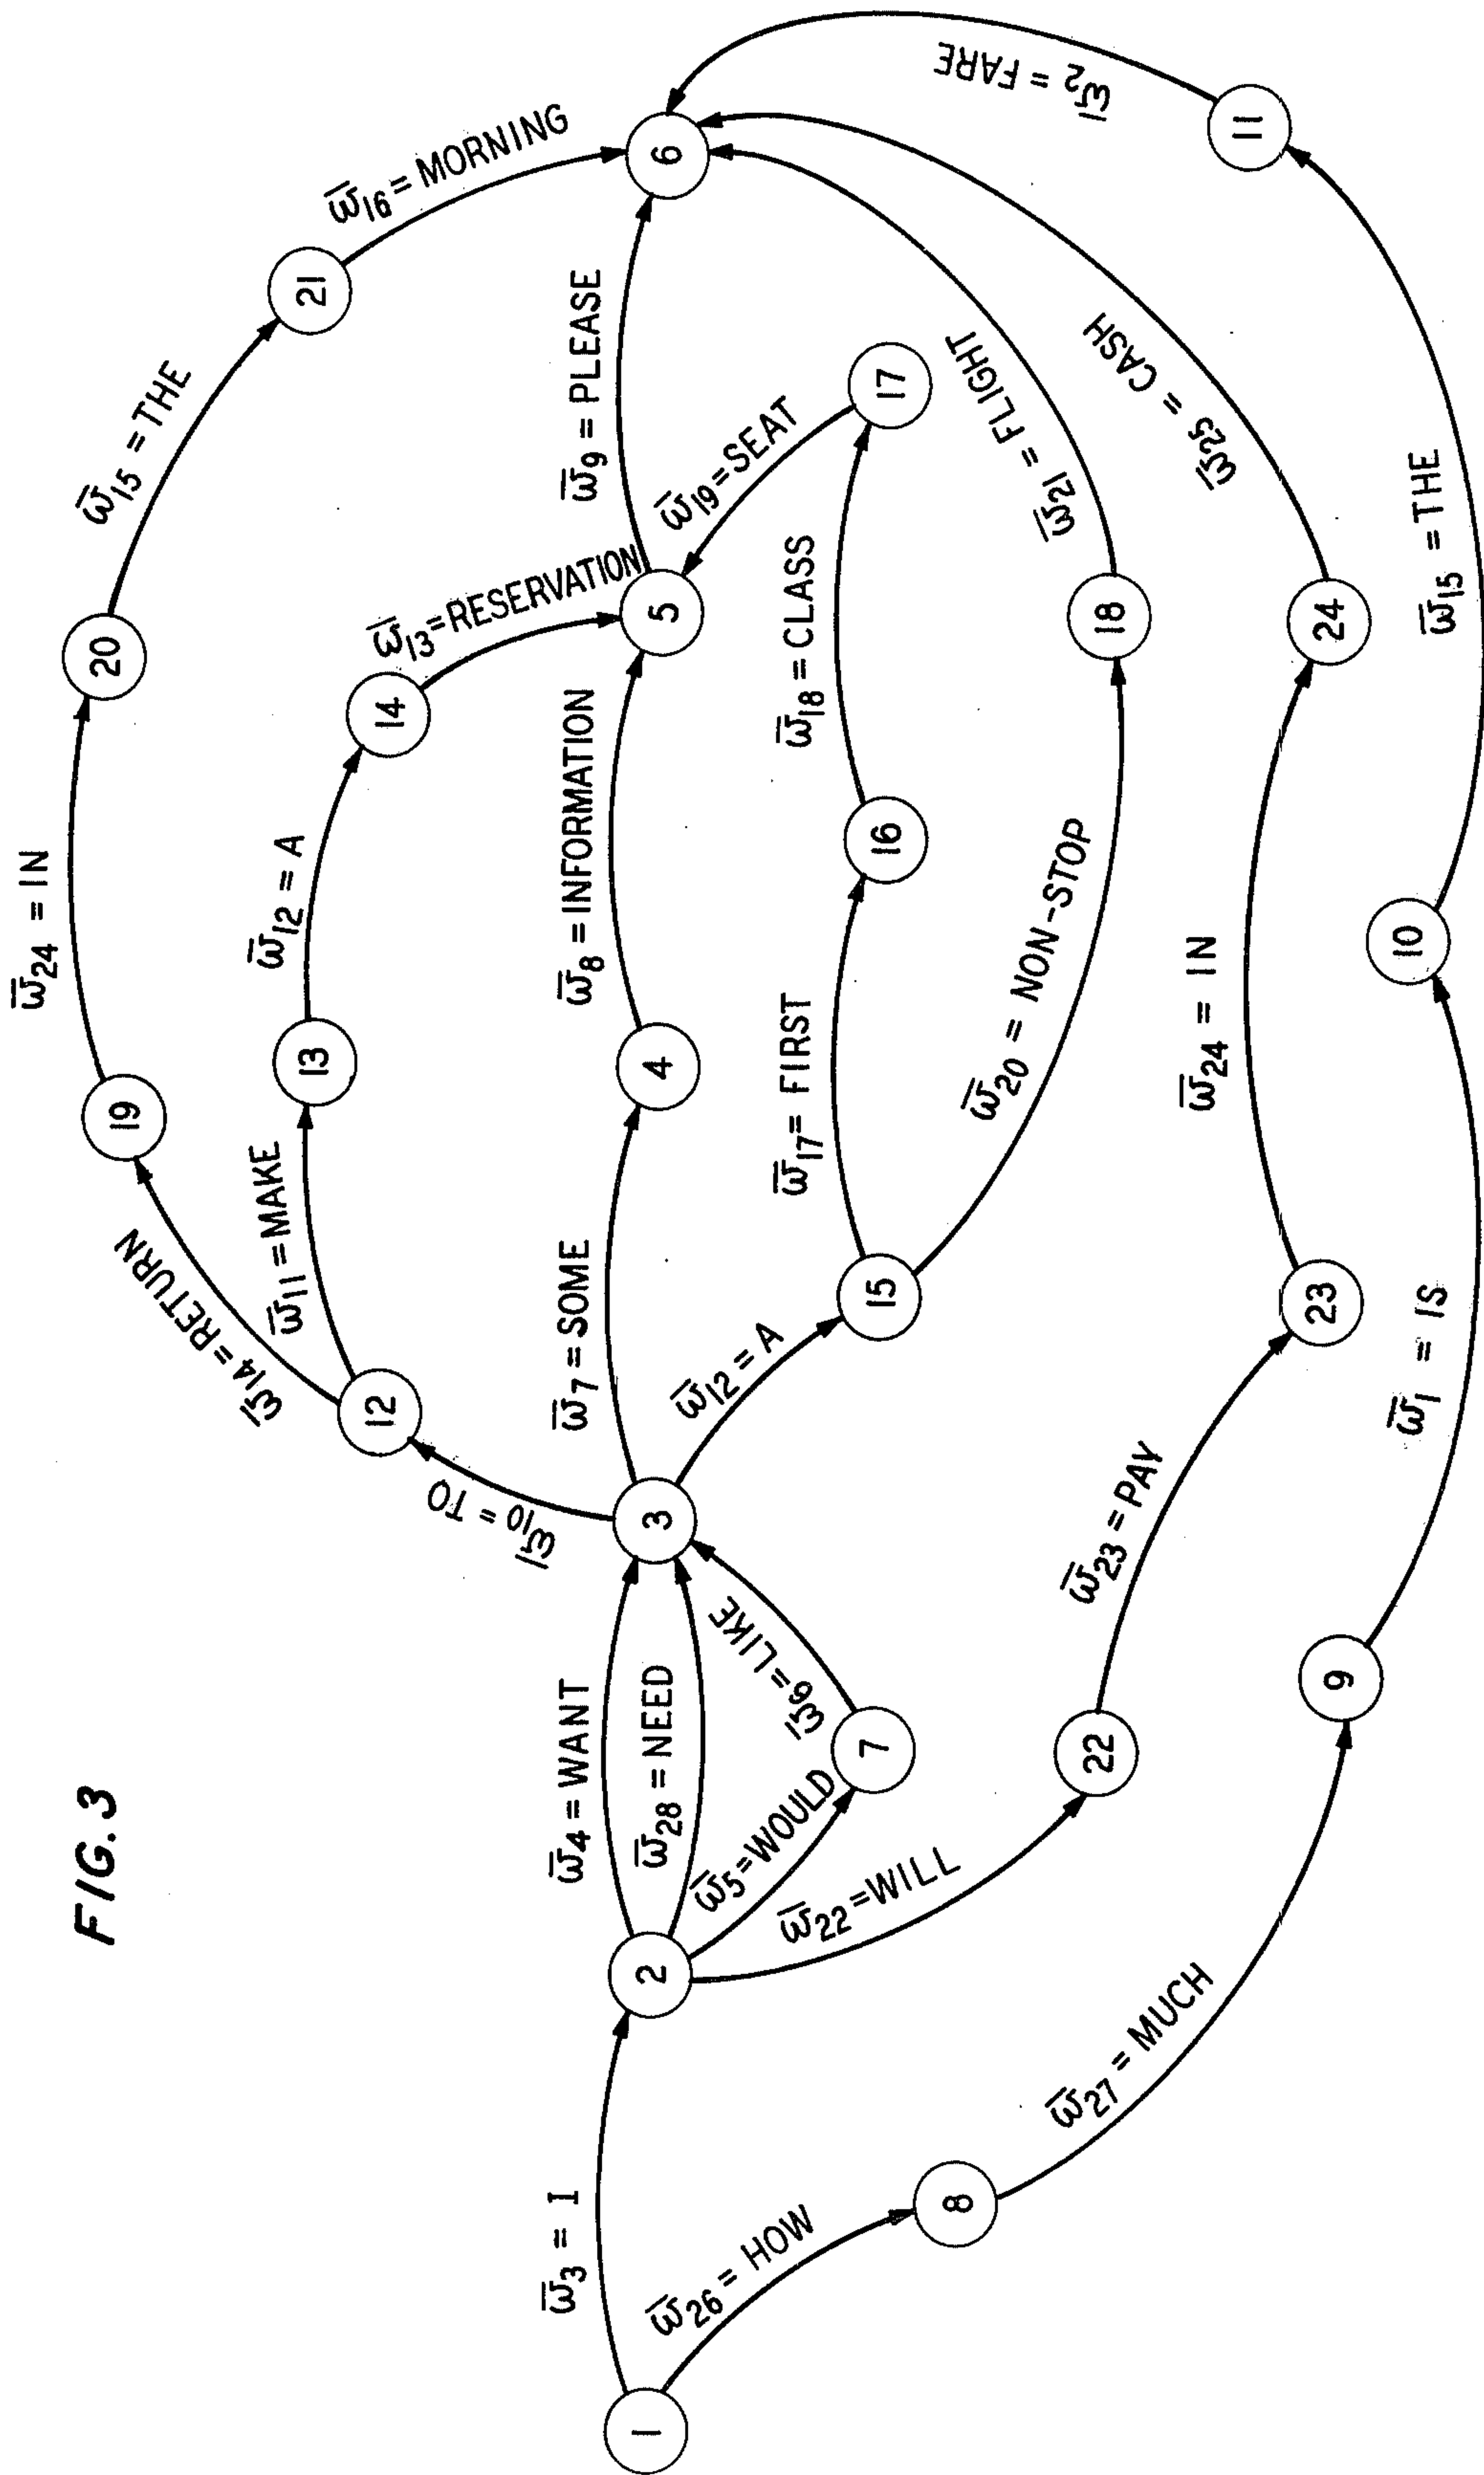 FIG. 3
1
ω̅3 = I
ω̅26 = HOW
2
8
ω̅27 = MUCH
ω̅4 = WANT
ω̅28 = NEED
ω̅5 = WOULD
ω̅22 = WILL
7
ω̅6 = LIKE
22
9
3
ω̅10 = TO
ω̅7 = SOME
ω̅12 = A
ω̅23 = PAY
ω̅1 = IS
12
ω̅14 = RETURN
ω̅11 = MAKE
15
23
19
13
4
ω̅17 = FIRST
ω̅20 = NON-STOP
ω̅24 = IN
10
ω̅24 = IN
ω̅12 = A
ω̅8 = INFORMATION
16
ω̅18 = CLASS
20
14
ω̅13 = RESERVATION
5
18
24
ω̅15 = THE
ω̅15 = THE
ω̅9 = PLEASE
ω̅19 = SEAT
17
ω̅21 = FLIGHT
ω̅25 = CASH
21
ω̅16 = MORNING
6
11
ω̅2 = FARE